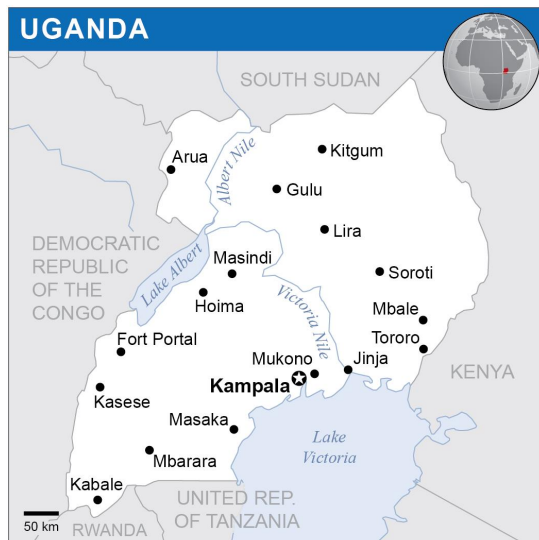 UGANDA
SOUTH SUDAN
Albert Nile
Arua
Kitgum
Gulu
Lira
DEMOCRATIC
REPUBLIC
OF THE
CONGO
Lake Albert
Masindi
Hoima
Soroti
Victoria Nile
Mbale
Tororo
Fort Portal
Mukono
Jinja
Kampala
KENYA
Kasese
Masaka
Lake
Victoria
Mbarara
Kabale
UNITED REP.
OF TANZANIA
50 km
RWANDA